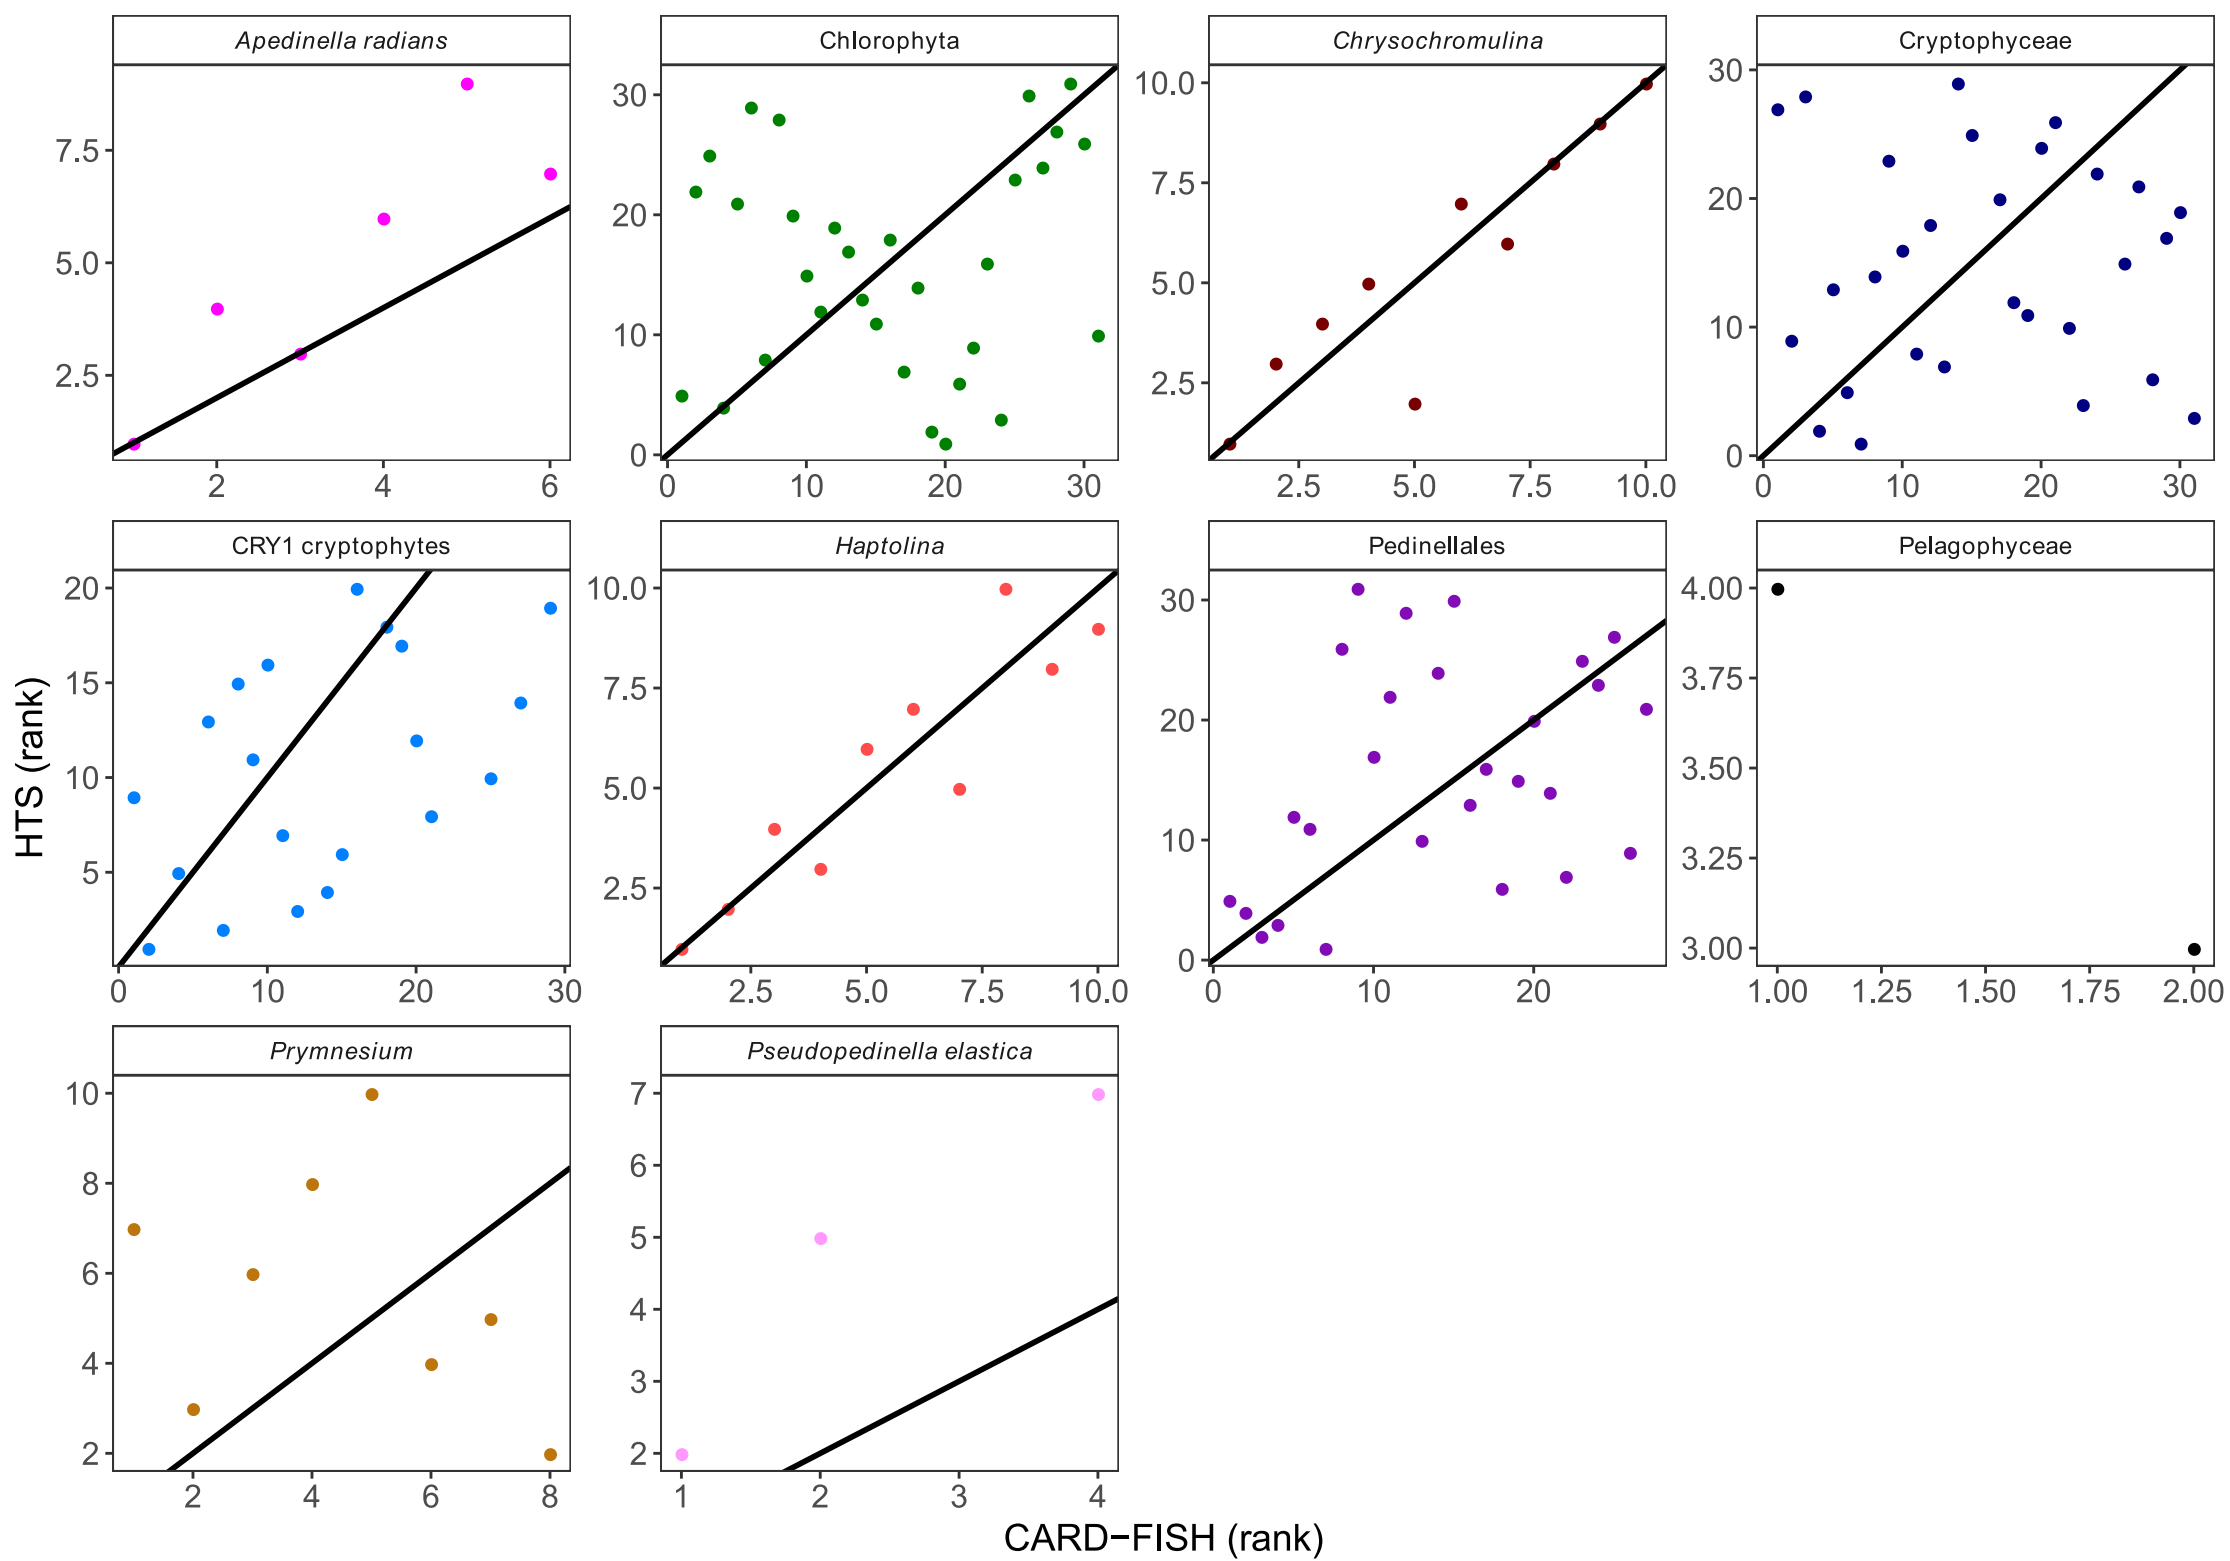 Apedinella radians
Chlorophyta
Chrysochromulina
Cryptophyceae
7.5
5.0
2.5
2 4 6
30
20
10
0
0 10 20 30
10.0
7.5
5.0
2.5
2.5 5.0 7.5 10.0
30
20
10
0
0 10 20 30
CRY1 cryptophytes
Haptolina
Pedinellales
Pelagophyceae
20
15
10
5
0 10 20 30
10.0
7.5
5.0
2.5
2.5 5.0 7.5 10.0
30
20
10
0
0 10 20
4.00
3.75
3.50
3.25
3.00
1.00 1.25 1.50 1.75 2.00
Prymnesium
Pseudopedinella elastica
10
8
6
4
2
2 4 6 8
7
6
5
4
3
2
1 2 3 4
HTS (rank)
CARD−FISH (rank)